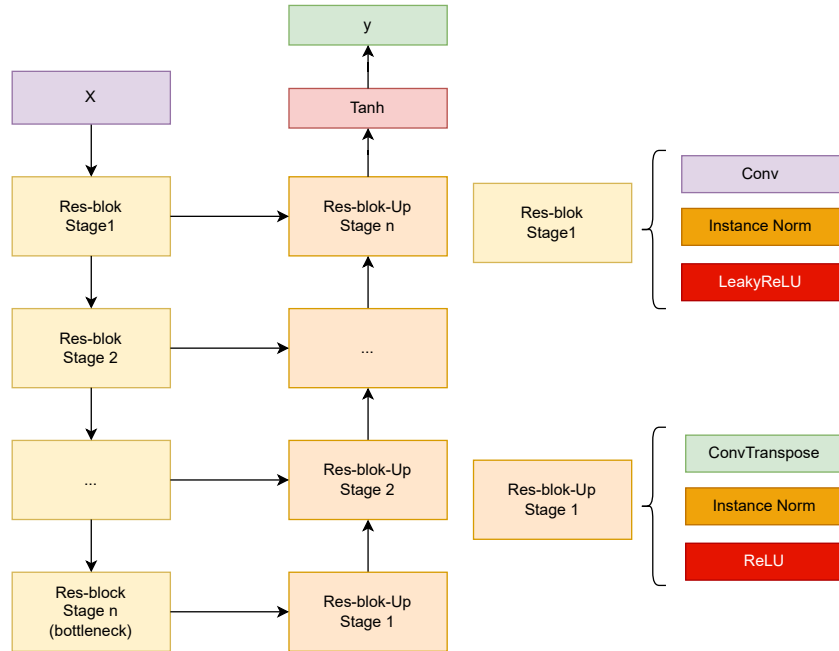 y
X
Tanh
Res-blok
Stage1
Res-blok-Up
Stage n
Res-blok
Stage1
Conv
Instance Norm
LeakyReLU
Res-blok
Stage 2
...
...
Res-blok-Up
Stage 2
Res-blok-Up
Stage 1
ConvTranspose
Instance Norm
ReLU
Res-block
Stage n
(bottleneck)
Res-blok-Up
Stage 1